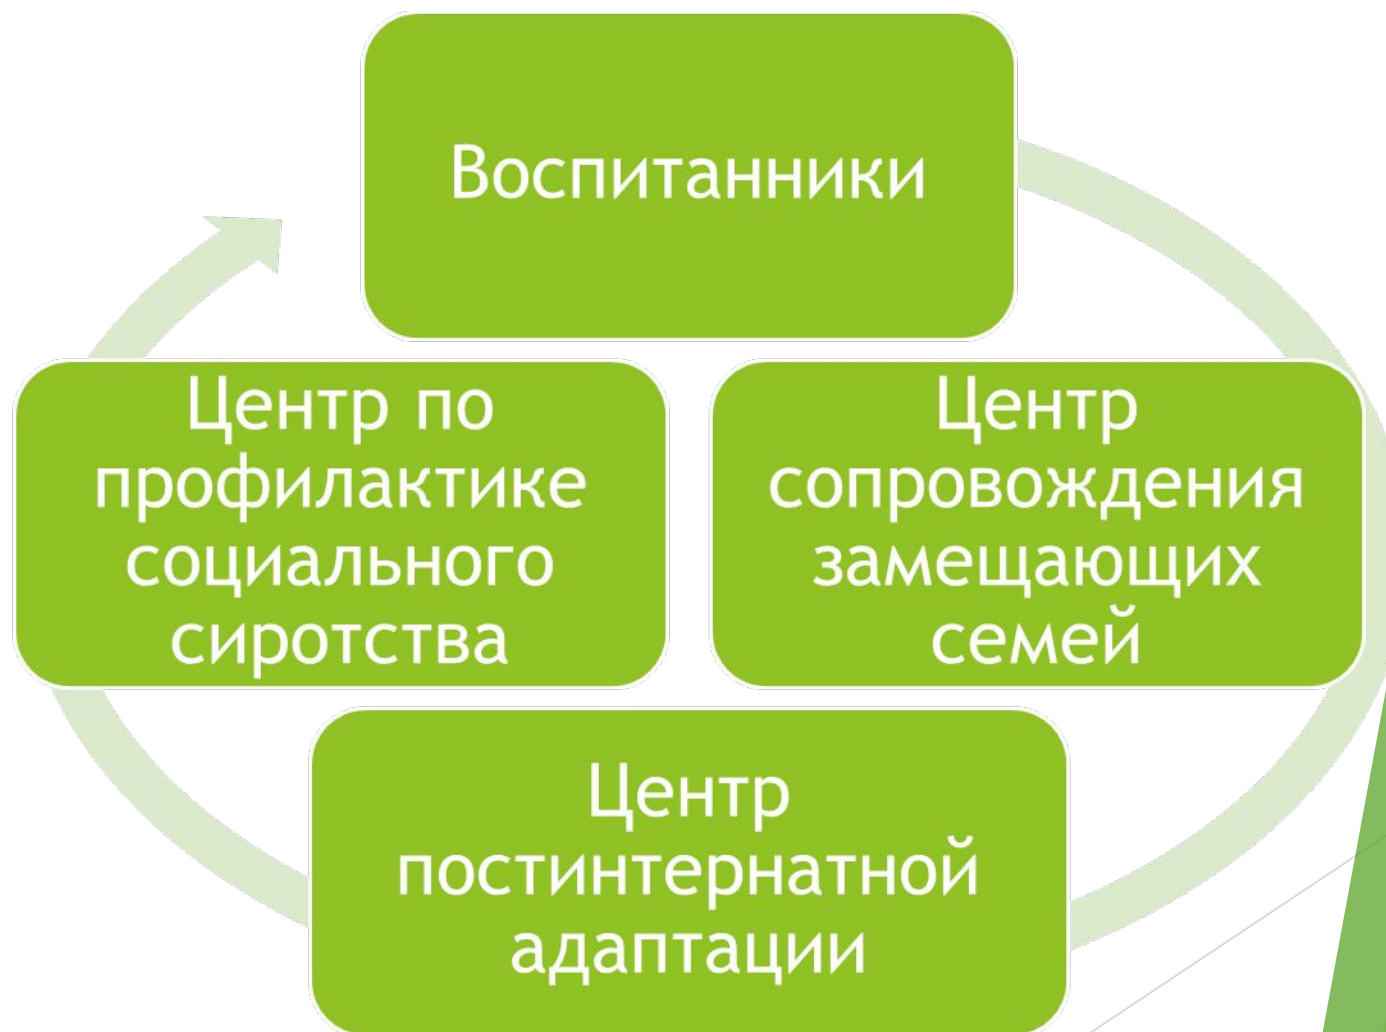 Воспитанники
Центр по
профилактике
социального
сиротства
Центр
сопровождения
замещающих
семей
Центр
постинтернатной
адаптации